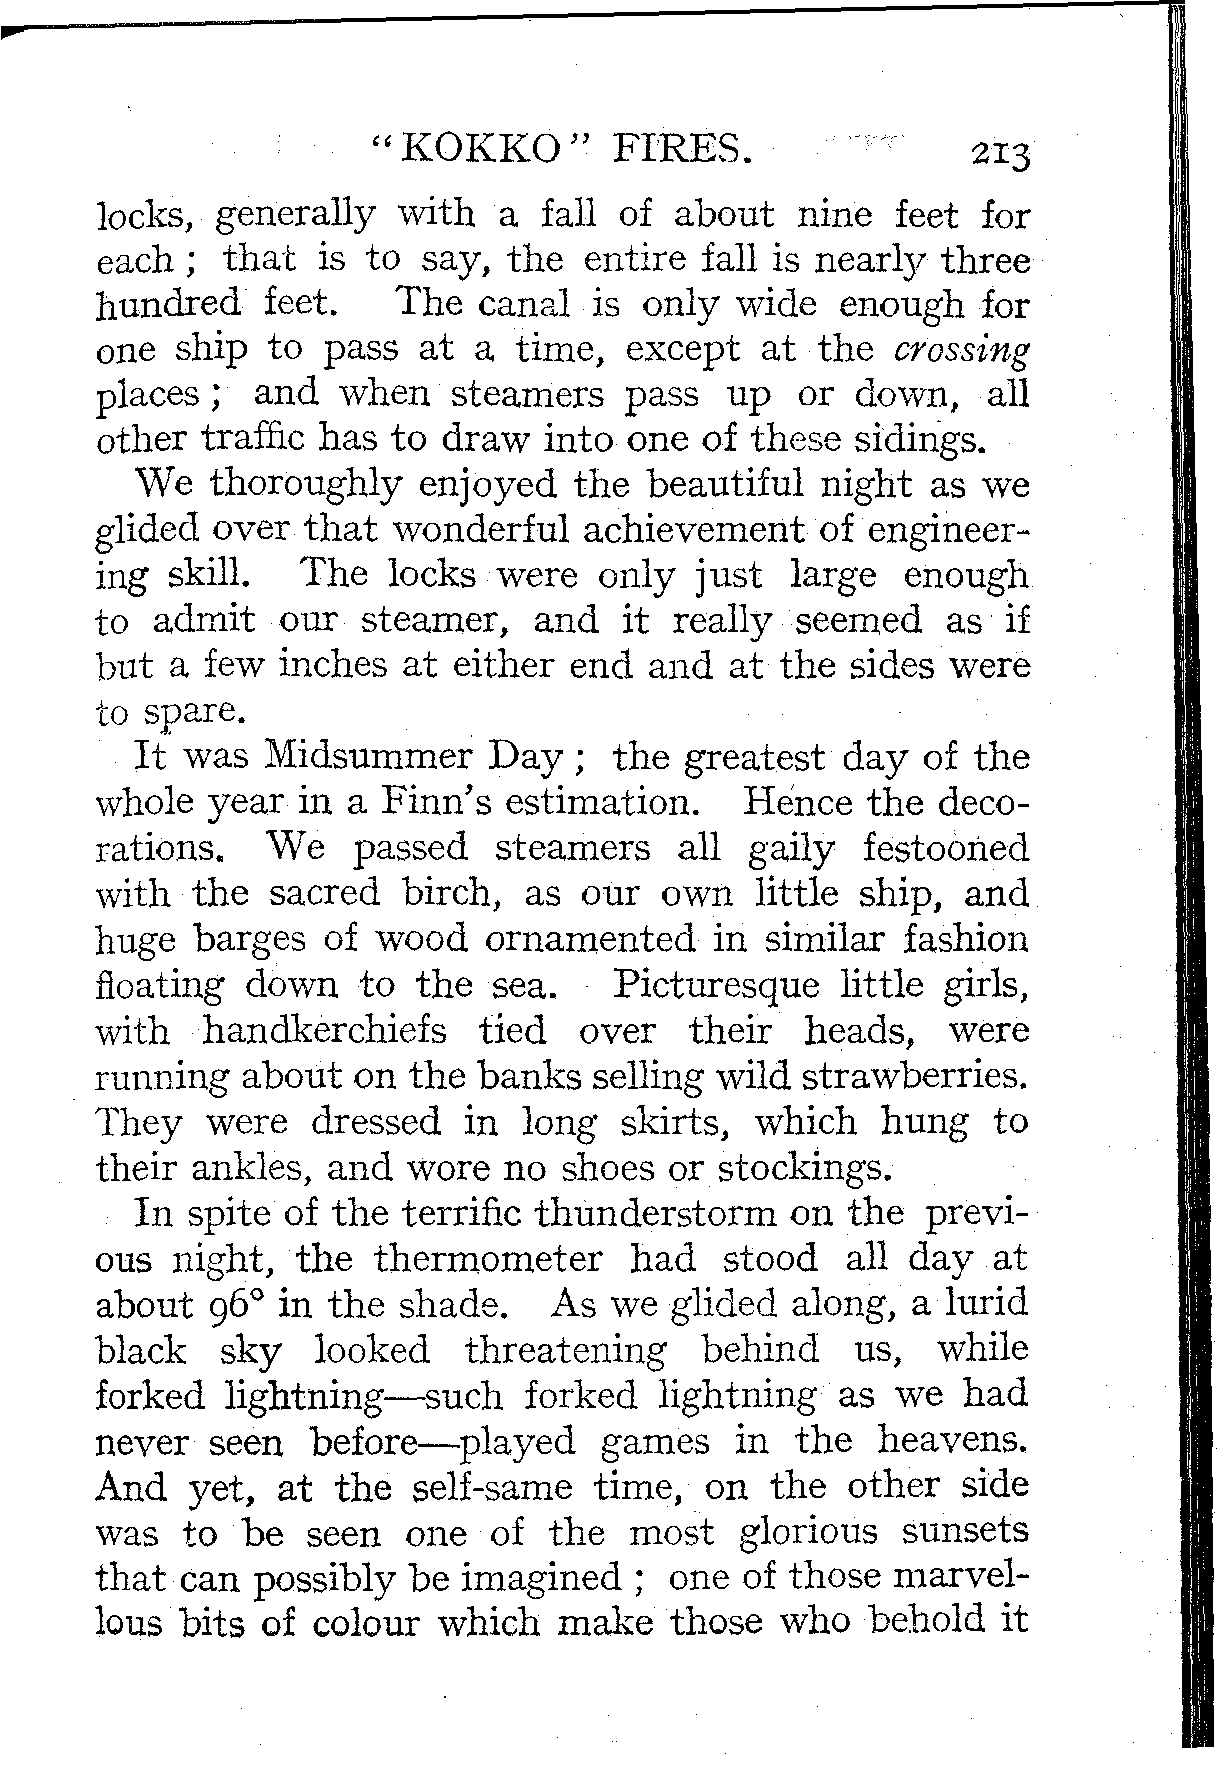 "KOKKO" FIRES. 213
locks, generally with a fall of about nine feet for
each ; that is to say, the entire fall is nearly three
hundred feet. The canal is only wide enough for
one ship to pass at a time, except at the crossing
places ; and when steamers pass up or down, all
other traffic has to draw into one of these sidings.
We thoroughly enjoyed the beautiful night as we
glided over that wonderful achievement of engineer-
ing skill. The locks were only just large enough
to admit our steamer, and it really seemed as if
but a few inches at either end and at the sides were
to spare.
It was Midsummer Day ; the greatest day of the
whole year in a Finn's estimation. Hence the deco-
rations. We passed steamers all gaily festooned
with the sacred birch, as our own little ship, and
huge barges of wood ornamented in similar fashion
floating down to the sea. Picturesque little girls,
with handkerchiefs tied over their heads, were
running about on the banks selling wild strawberries.
They were dressed in long skirts, which hung to
their ankles, and wore no shoes or stockings.
In spite of the terrific thunderstorm on the previ-
ous night, the thermometer had stood all day at
about 96° in the shade. As we glided along, a lurid
black sky looked threatening behind us, while
forked lightning—such forked lightning as we had
never seen before—played games in the heavens.
And yet, at the self-same time, on the other side
was to be seen one of the most glorious sunsets
that can possibly be imagined ; one of those marvel-
lous bits of colour which make those who behold it